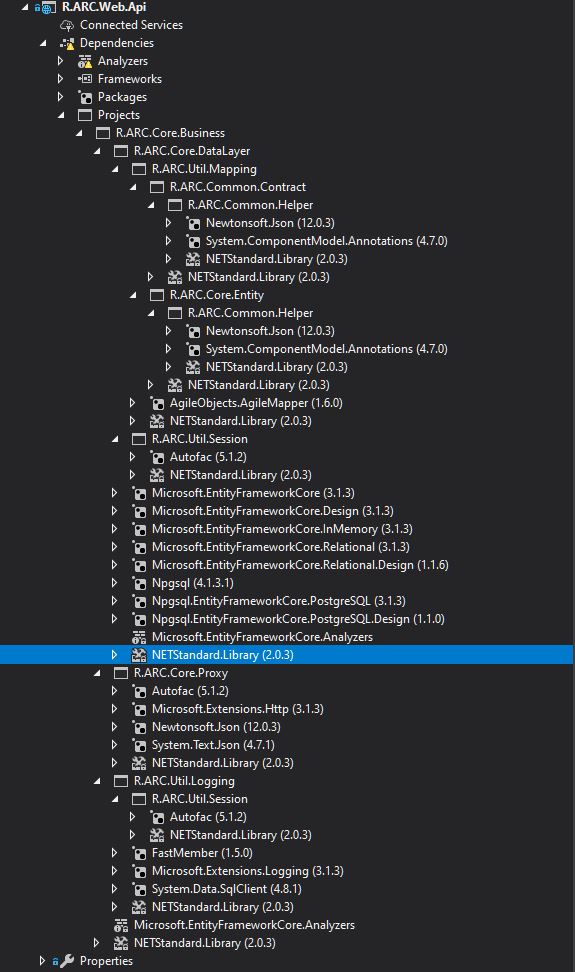 R.ARC.Web.Api
Connected Services
Dependencies
Analyzers
Frameworks
Packages
Projects
R.ARC.Core.Business
R.ARC.Core.DataLayer
R.ARC.Util.Mapping
R.ARC.Common.Contract
R.ARC.Common.Helper
Newtonsoft.Json (12.0.3)
System.ComponentModel.Annotations (4.7.0)
NETStandard.Library (2.0.3)
NETStandard.Library (2.0.3)
R.ARC.Core.Entity
R.ARC.Common.Helper
Newtonsoft.Json (12.0.3)
System.ComponentModel.Annotations (4.7.0)
NETStandard.Library (2.0.3)
NETStandard.Library (2.0.3)
AgileObjects.AgileMapper (1.6.0)
NETStandard.Library (2.0.3)
R.ARC.Util.Session
Autofac (5.1.2)
NETStandard.Library (2.0.3)
Microsoft.EntityFrameworkCore (3.1.3)
Microsoft.EntityFrameworkCore.Design (3.1.3)
Microsoft.EntityFrameworkCore.InMemory (3.1.3)
Microsoft.EntityFrameworkCore.Relational (3.1.3)
Microsoft.EntityFrameworkCore.Relational.Design (1.1.6)
Npgsql (4.1.3.1)
Npgsql.EntityFrameworkCore.PostgreSQL (3.1.3)
Npgsql.EntityFrameworkCore.PostgreSQL.Design (1.1.0)
Microsoft.EntityFrameworkCore.Analyzers
NETStandard.Library (2.0.3)
R.ARC.Core.Proxy
Autofac (5.1.2)
Microsoft.Extensions.Http (3.1.3)
Newtonsoft.Json (12.0.3)
System.Text.Json (4.7.1)
NETStandard.Library (2.0.3)
R.ARC.Util.Logging
R.ARC.Util.Session
Autofac (5.1.2)
NETStandard.Library (2.0.3)
FastMember (1.5.0)
Microsoft.Extensions.Logging (3.1.3)
System.Data.SqlClient (4.8.1)
NETStandard.Library (2.0.3)
Microsoft.EntityFrameworkCore.Analyzers
NETStandard.Library (2.0.3)
Properties